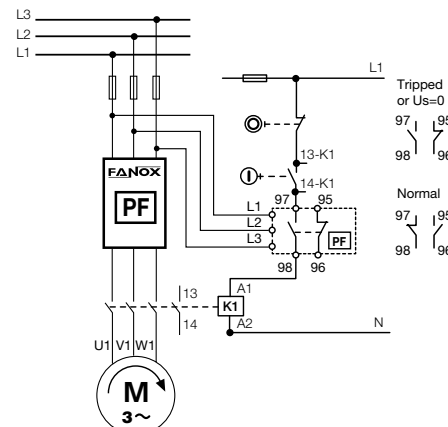 L3
L2
L1
L1
Tripped
or Us=0
97 95
98 96
13-K1
14-K1
FANOX
PF
97 95
L1
L2
L3
PF
98 96
Normal
97 95
98 96
13
14
A1
K1
A2
N
U1 V1 W1
M
3~